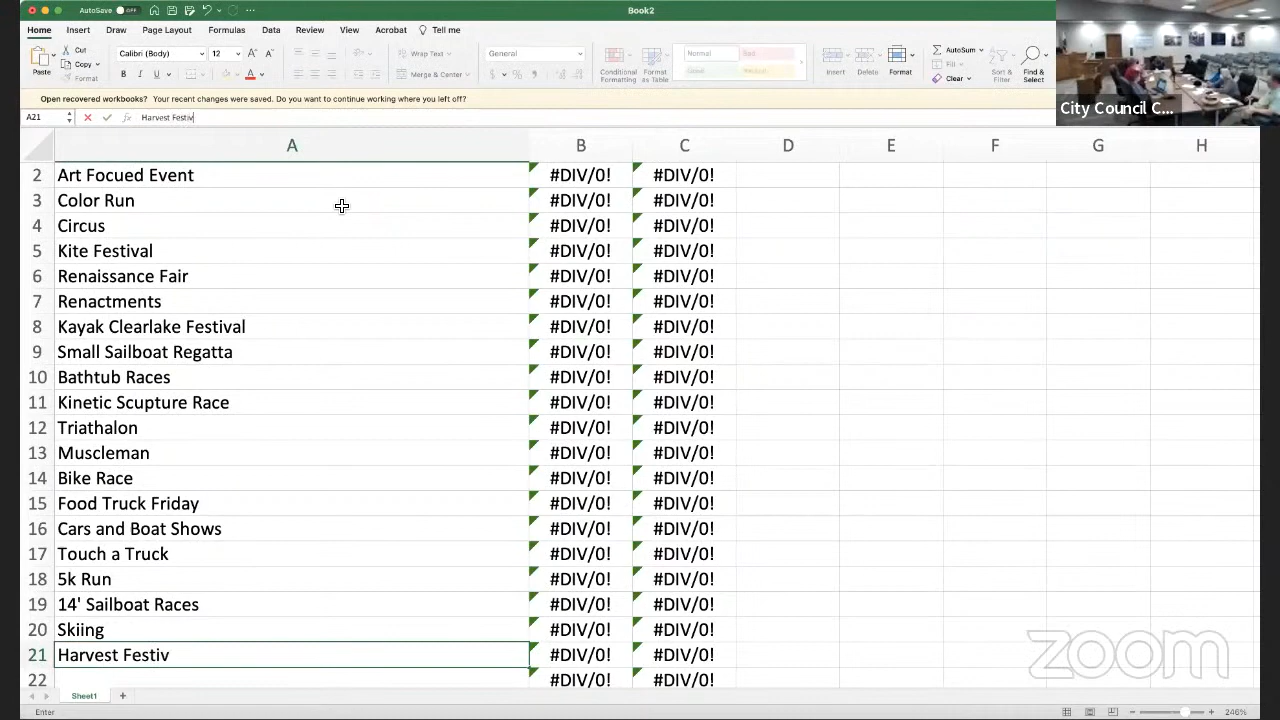 AutoSave OFF ... Book2
Home Insert Draw Page Layout Formulas Data Review View Acrobat Tell me
Paste Cut Copy Format
Calibri (Body) 12 A A
B I U A
Wrap Text
Merge & Center
General
$ % 9
Conditional Formatting
Format as Table
Normal Bad
Good Neutral
Insert Delete Format
AutoSum
Fill
Clear
Sort & Filter
Find & Select
City Council C...
Open recovered workbooks? Your recent changes were saved. Do you want to continue working where you left off?
A21 fx Harvest Festiv
A B C D E F G H
2 Art Focued Event #DIV/0! #DIV/0!
3 Color Run #DIV/0! #DIV/0!
4 Circus #DIV/0! #DIV/0!
5 Kite Festival #DIV/0! #DIV/0!
6 Renaissance Fair #DIV/0! #DIV/0!
7 Renactments #DIV/0! #DIV/0!
8 Kayak Clearlake Festival #DIV/0! #DIV/0!
9 Small Sailboat Regatta #DIV/0! #DIV/0!
10 Bathtub Races #DIV/0! #DIV/0!
11 Kinetic Scupture Race #DIV/0! #DIV/0!
12 Triathalon #DIV/0! #DIV/0!
13 Muscleman #DIV/0! #DIV/0!
14 Bike Race #DIV/0! #DIV/0!
15 Food Truck Friday #DIV/0! #DIV/0!
16 Cars and Boat Shows #DIV/0! #DIV/0!
17 Touch a Truck #DIV/0! #DIV/0!
18 5k Run #DIV/0! #DIV/0!
19 14' Sailboat Races #DIV/0! #DIV/0!
20 Skiing #DIV/0! #DIV/0!
21 Harvest Festiv #DIV/0! #DIV/0!
22 #DIV/0! #DIV/0!
zoom
Sheet1 +
Enter 246%